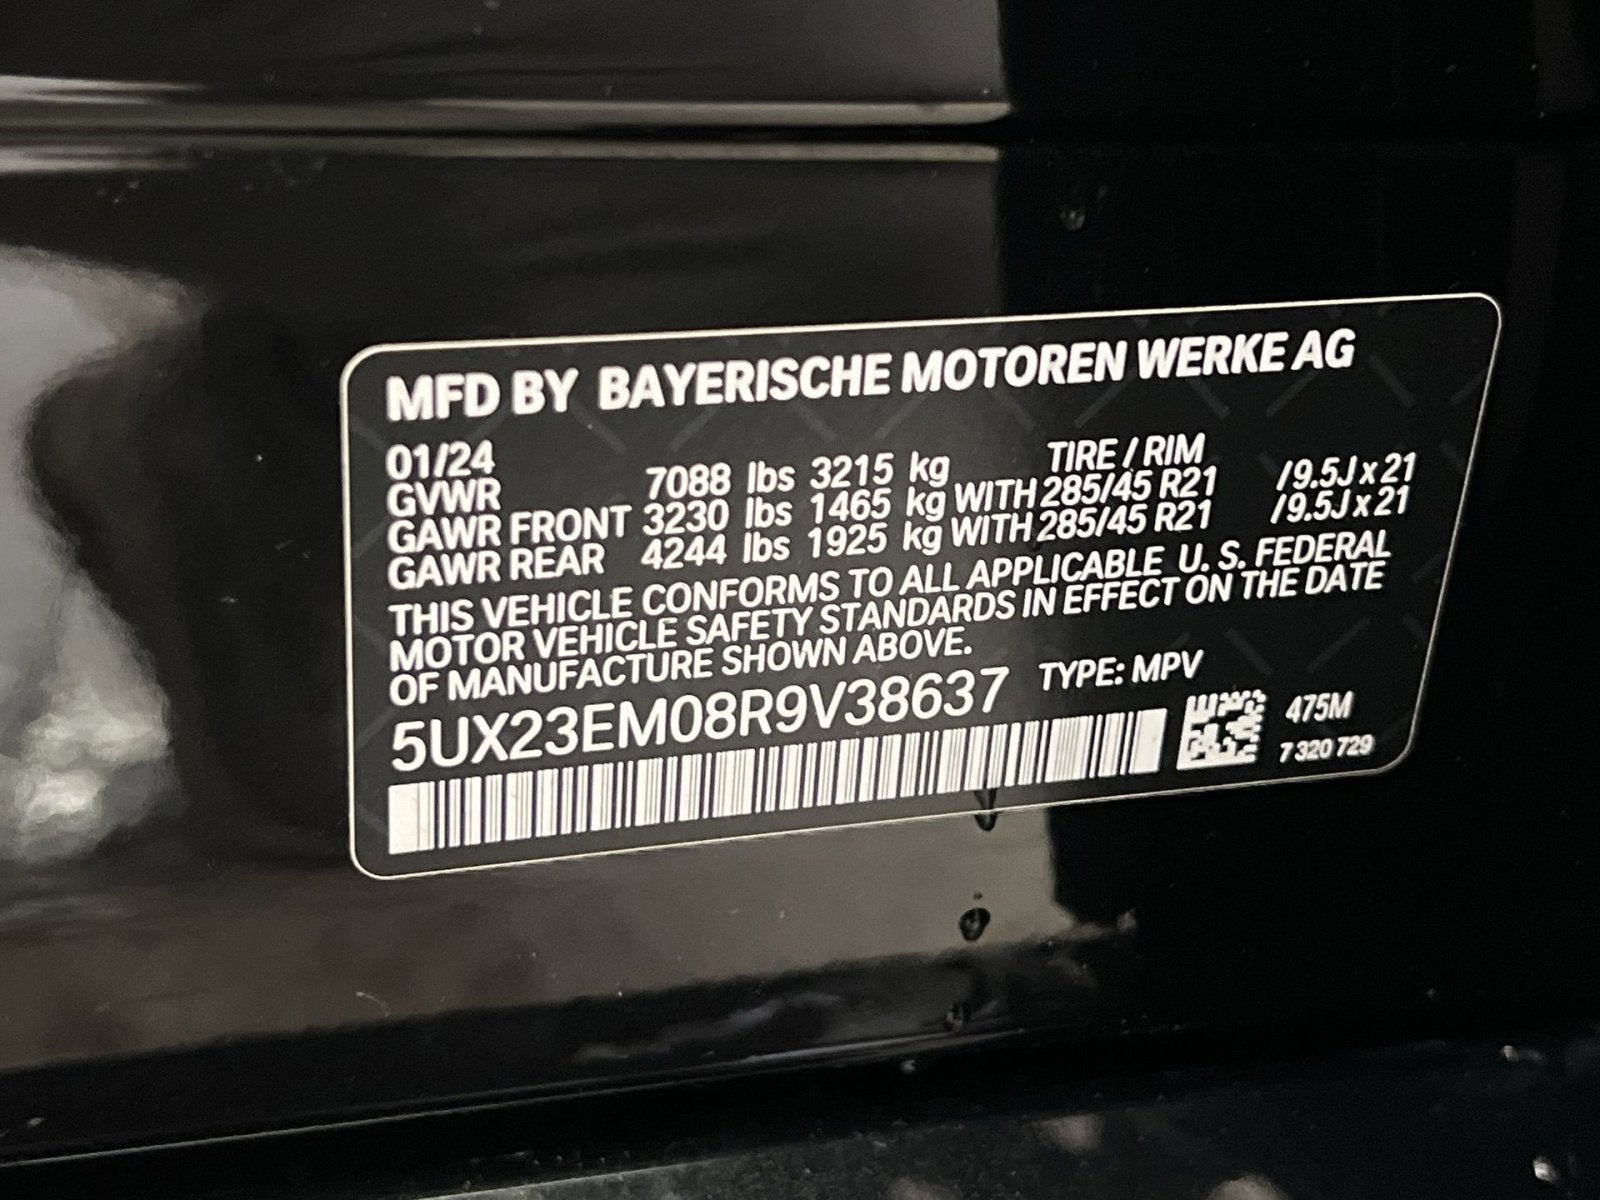 MFD BY BAYERISCHE MOTOREN WERKE AG
01/24 TIRE / RIM
GVWR 7088 lbs 3215 kg
GAWR FRONT 3230 lbs 1465 kg WITH 285/45 R21 /9.5J x 21
GAWR REAR 4244 lbs 1925 kg WITH 285/45 R21 /9.5J x 21
THIS VEHICLE CONFORMS TO ALL APPLICABLE U. S. FEDERAL
MOTOR VEHICLE SAFETY STANDARDS IN EFFECT ON THE DATE
OF MANUFACTURE SHOWN ABOVE.
5UX23EM08R9V38637 TYPE: MPV
475M
7 320 729